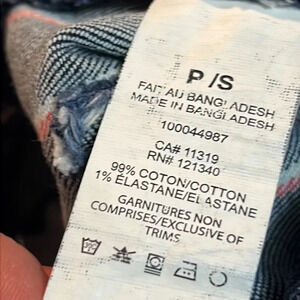 P/S
FAIT AU BANGLADESH
MADE IN BANGLADESH
100044987
CA# 11319
RN# 121340
99% COTON/COTTON
1% ÉLASTANE/ELASTANE
GARNITURES NON
COMPRISES/EXCLUSIVE OF
TRIMS